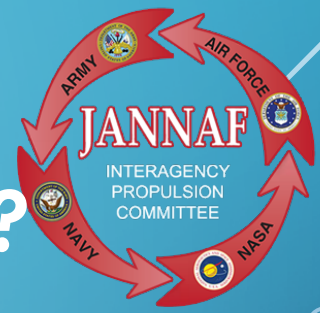 ARMY
AIR FORCE
JANNAF
INTERAGENCY
PROPULSION
COMMITTEE
?
NAVY
NASA